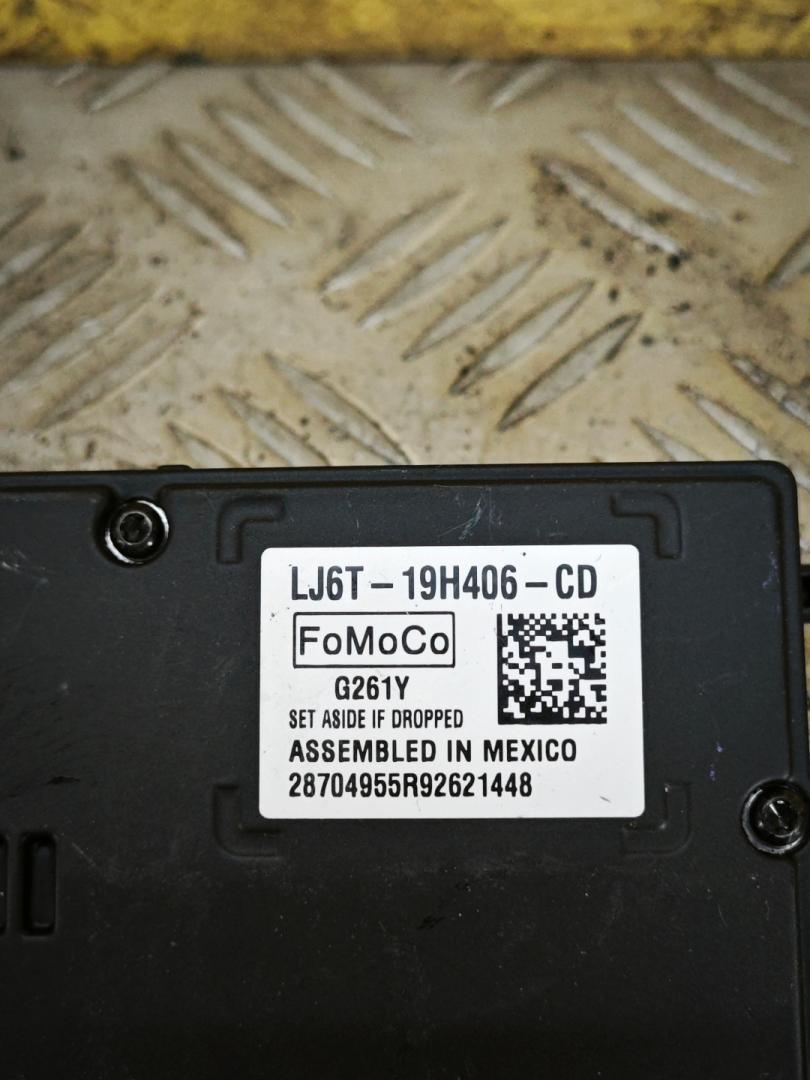 LJ6T - 19H406 - CD
FoMoCo
G261Y
SET ASIDE IF DROPPED
ASSEMBLED IN MEXICO
28704955R92621448